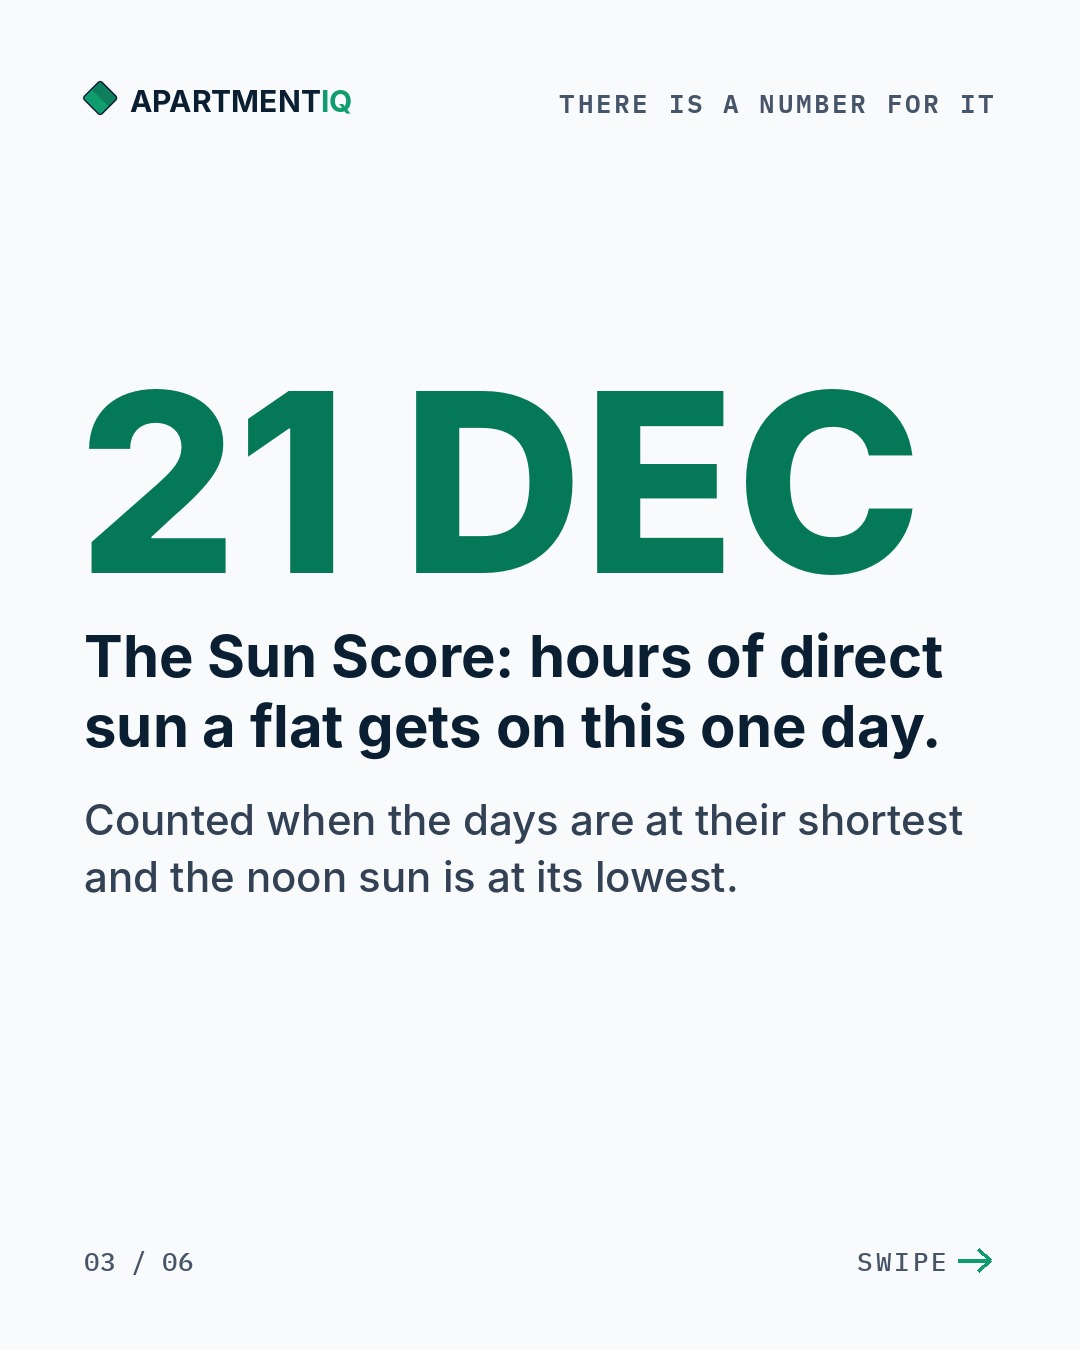 APARTMENTIQ
THERE IS A NUMBER FOR IT
21 DEC
The Sun Score: hours of direct
sun a flat gets on this one day.
Counted when the days are at their shortest
and the noon sun is at its lowest.
03 / 06
SWIPE